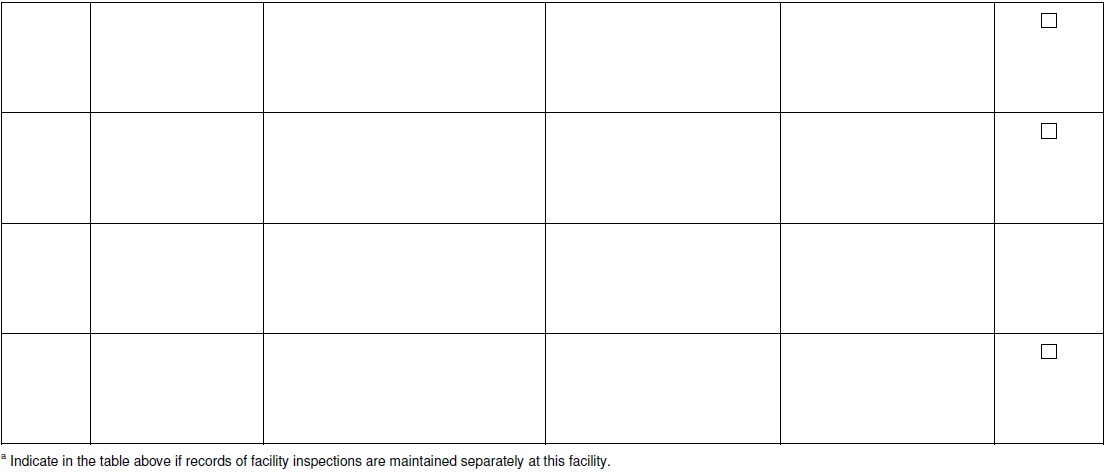 a Indicate in the table above if records of facility inspections are maintained separately at this facility.